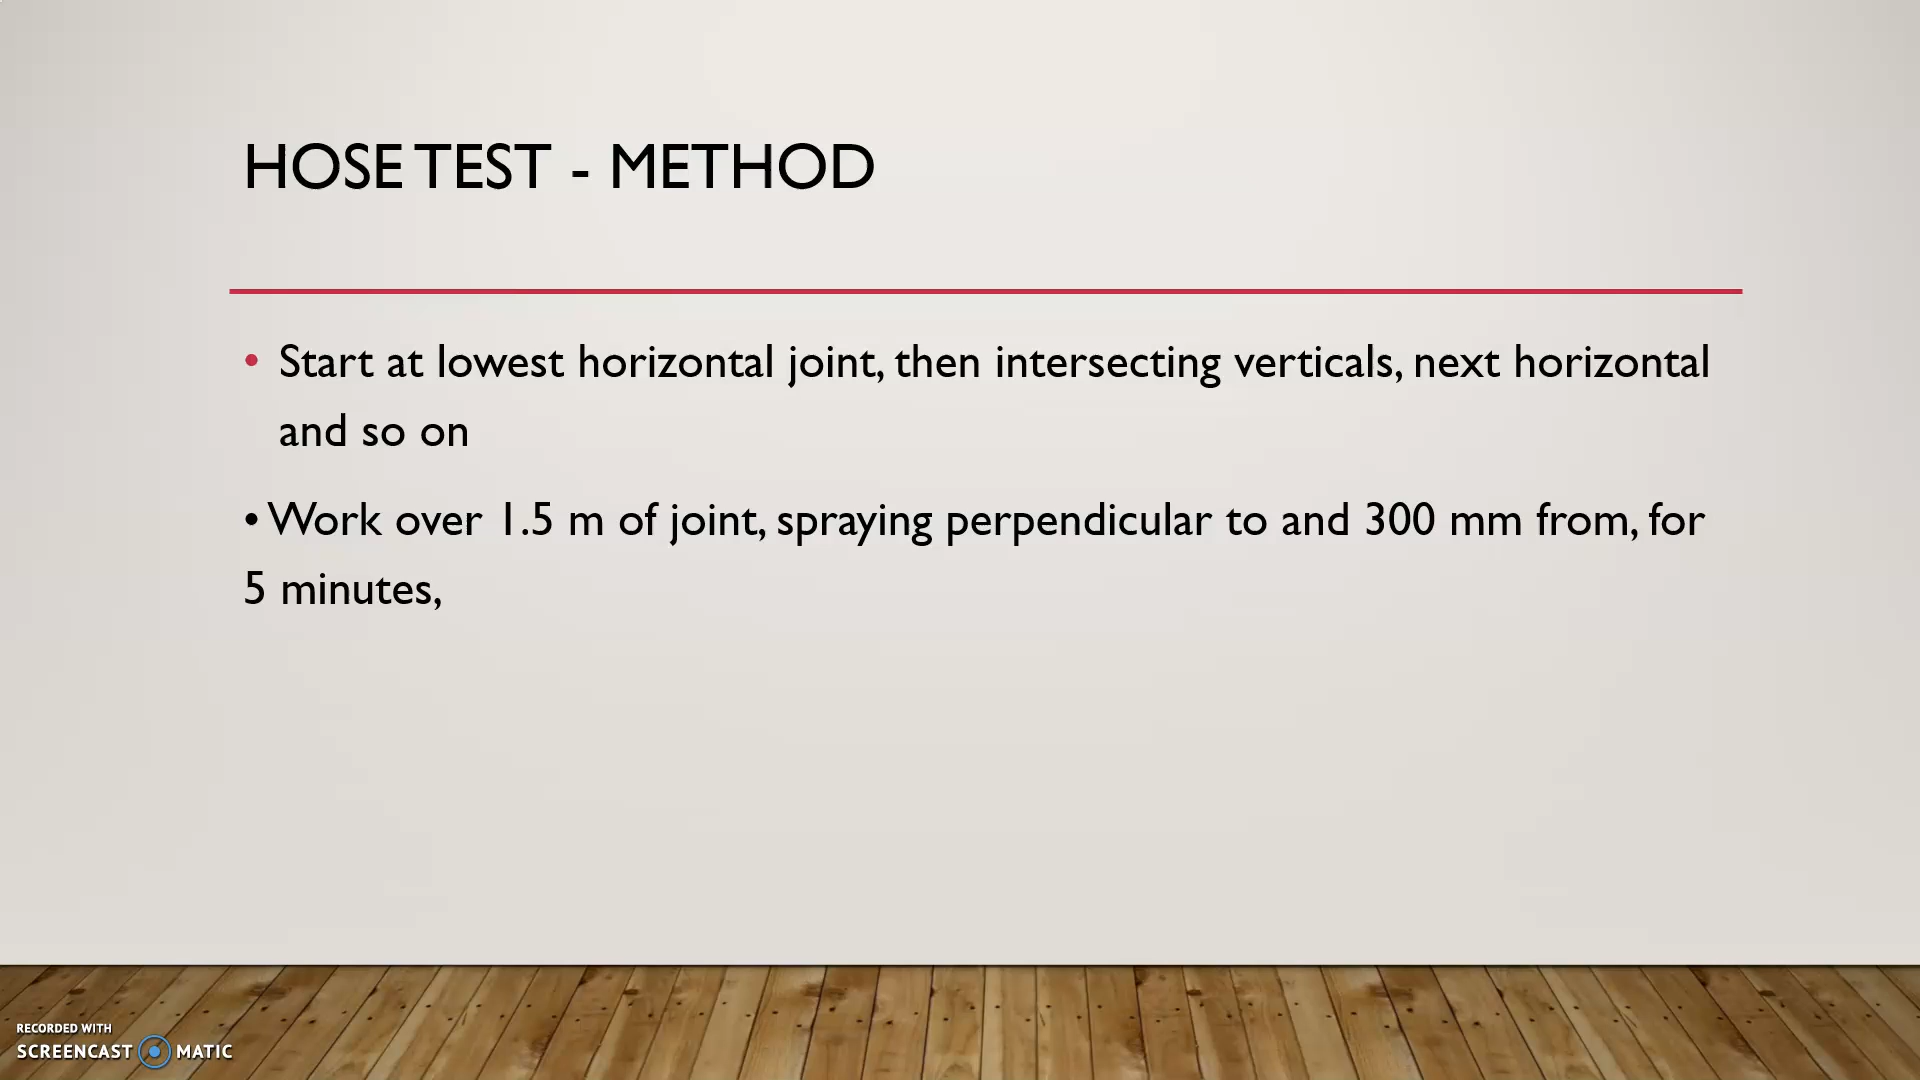 HOSE TEST - METHOD
• Start at lowest horizontal joint, then intersecting verticals, next horizontal
and so on
• Work over 1.5 m of joint, spraying perpendicular to and 300 mm from, for
5 minutes,
RECORDED WITH
SCREENCAST MATIC